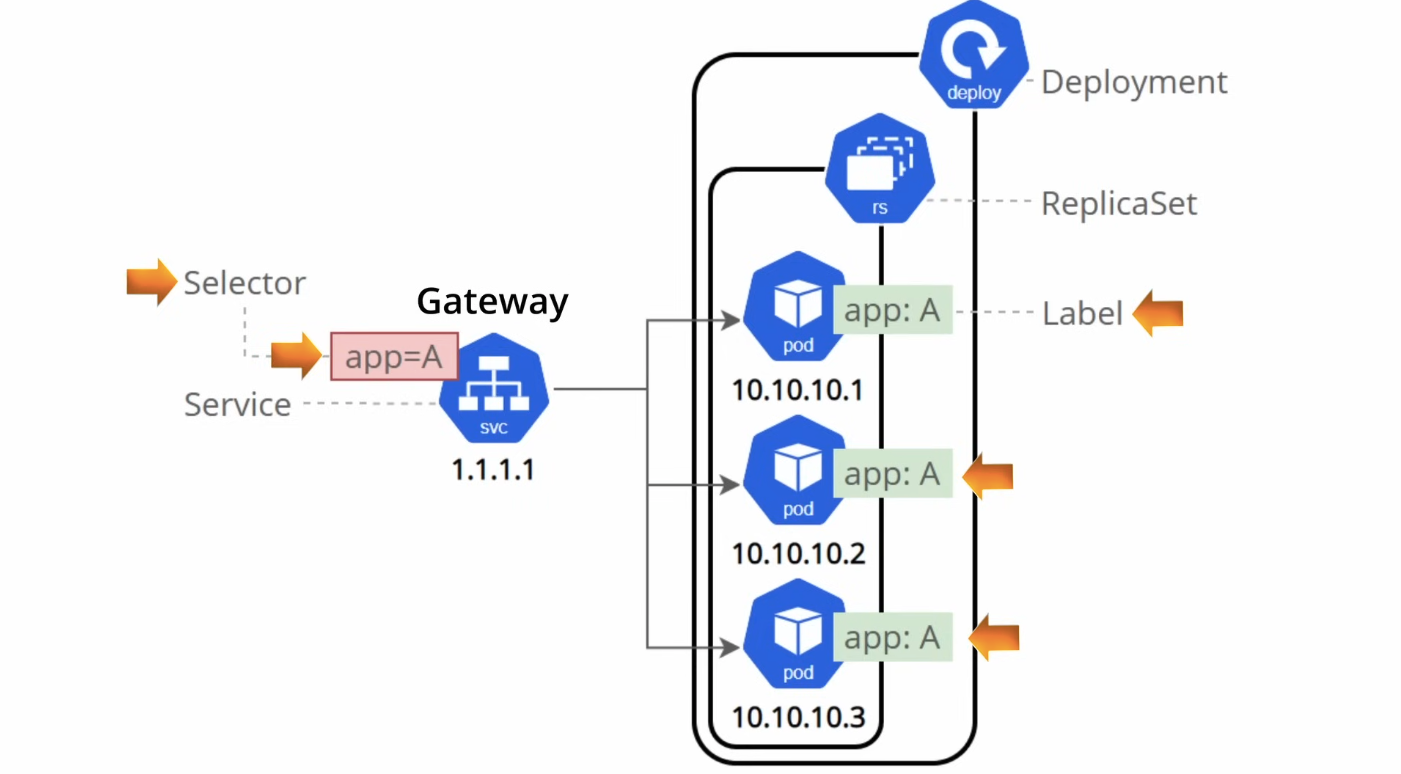 deploy
Deployment
rs
ReplicaSet
Selector
Gateway
app=A
Service
svc
1.1.1.1
pod
app: A
Label
10.10.10.1
pod
app: A
10.10.10.2
pod
app: A
10.10.10.3